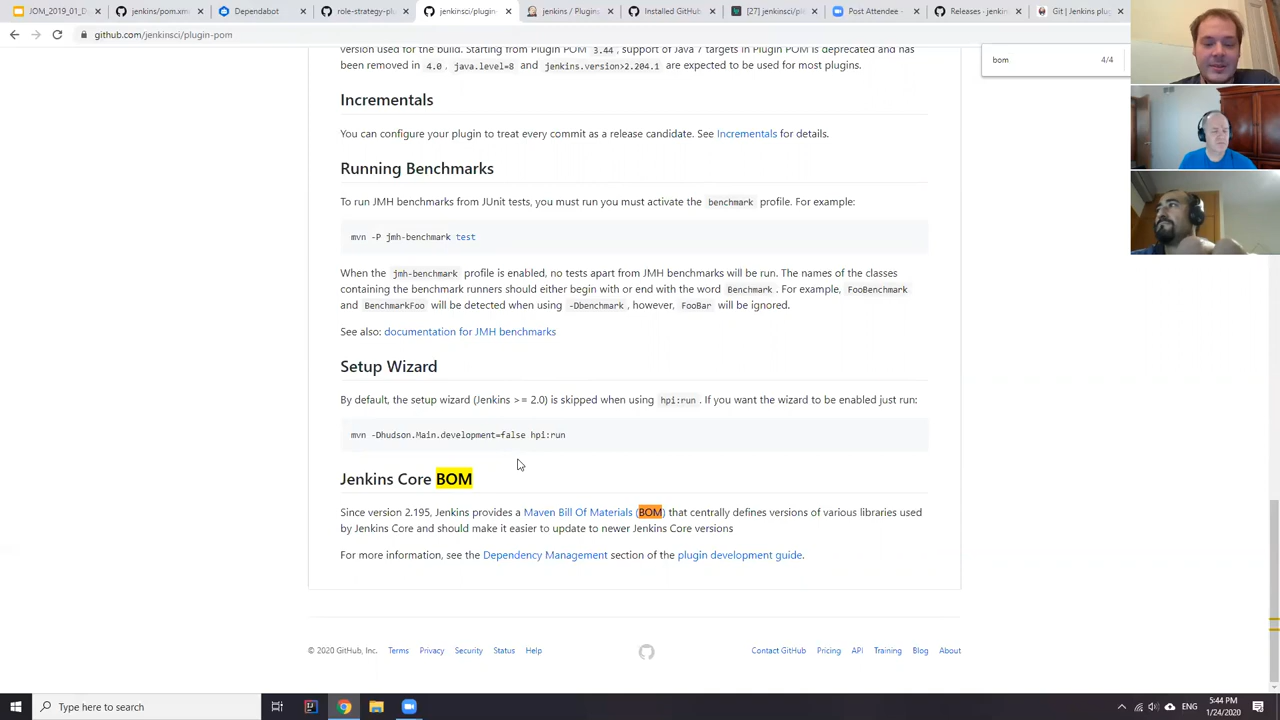 JOM_2019_01_D
jenkins/pom.xm
Dependabot
role-strategy-pl
jenkinsci/plugin-
jenkins / Plugins
Installed GitHub
[27] jenkinsci/pl
Post Attendee -
Releases · jenki
Git | Jenkins plu
github.com/jenkinsci/plugin-pom
bom 4/4
version used for the build. Starting from Plugin POM 3.44, support of Java 7 targets in Plugin POM is deprecated and has
been removed in 4.0, java.level=8 and jenkins.version>2.204.1 are expected to be used for most plugins.
Incrementals
You can configure your plugin to treat every commit as a release candidate. See Incrementals for details.
Running Benchmarks
To run JMH benchmarks from JUnit tests, you must run you must activate the benchmark profile. For example:
mvn -P jmh-benchmark test
When the jmh-benchmark profile is enabled, no tests apart from JMH benchmarks will be run. The names of the classes
containing the benchmark runners should either begin with or end with the word Benchmark. For example, FooBenchmark
and BenchmarkFoo will be detected when using -Dbenchmark, however, FooBar will be ignored.
See also: documentation for JMH benchmarks
Setup Wizard
By default, the setup wizard (Jenkins >= 2.0) is skipped when using hpi:run. If you want the wizard to be enabled just run:
mvn -Dhudson.Main.development=false hpi:run
Jenkins Core BOM
Since version 2.195, Jenkins provides a Maven Bill Of Materials (BOM) that centrally defines versions of various libraries used
by Jenkins Core and should make it easier to update to newer Jenkins Core versions
For more information, see the Dependency Management section of the plugin development guide.
© 2020 GitHub, Inc. Terms Privacy Security Status Help Contact GitHub Pricing API Training Blog About
Type here to search
ENG
5:44 PM
1/24/2020